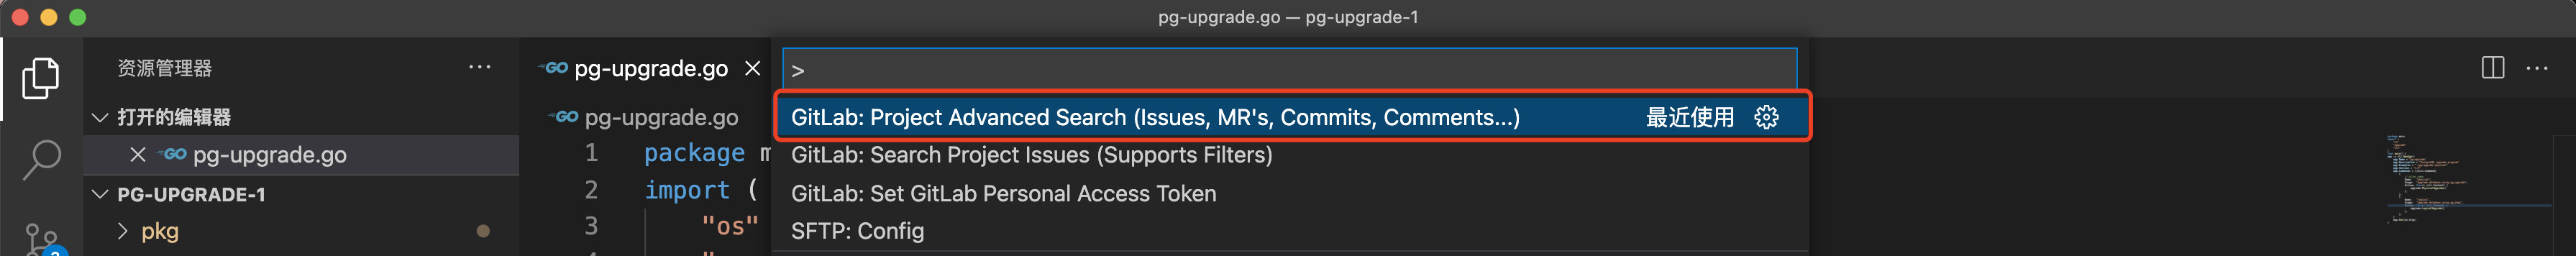 pg-upgrade.go — pg-upgrade-1
资源管理器
打开的编辑器
GO pg-upgrade.go
PG-UPGRADE-1
pkg
GO pg-upgrade.go
GO pg-upgrade.go
1 package m
2 import (
3 "os"
>
GitLab: Project Advanced Search (Issues, MR's, Commits, Comments...) 最近使用
GitLab: Search Project Issues (Supports Filters)
GitLab: Set GitLab Personal Access Token
SFTP: Config